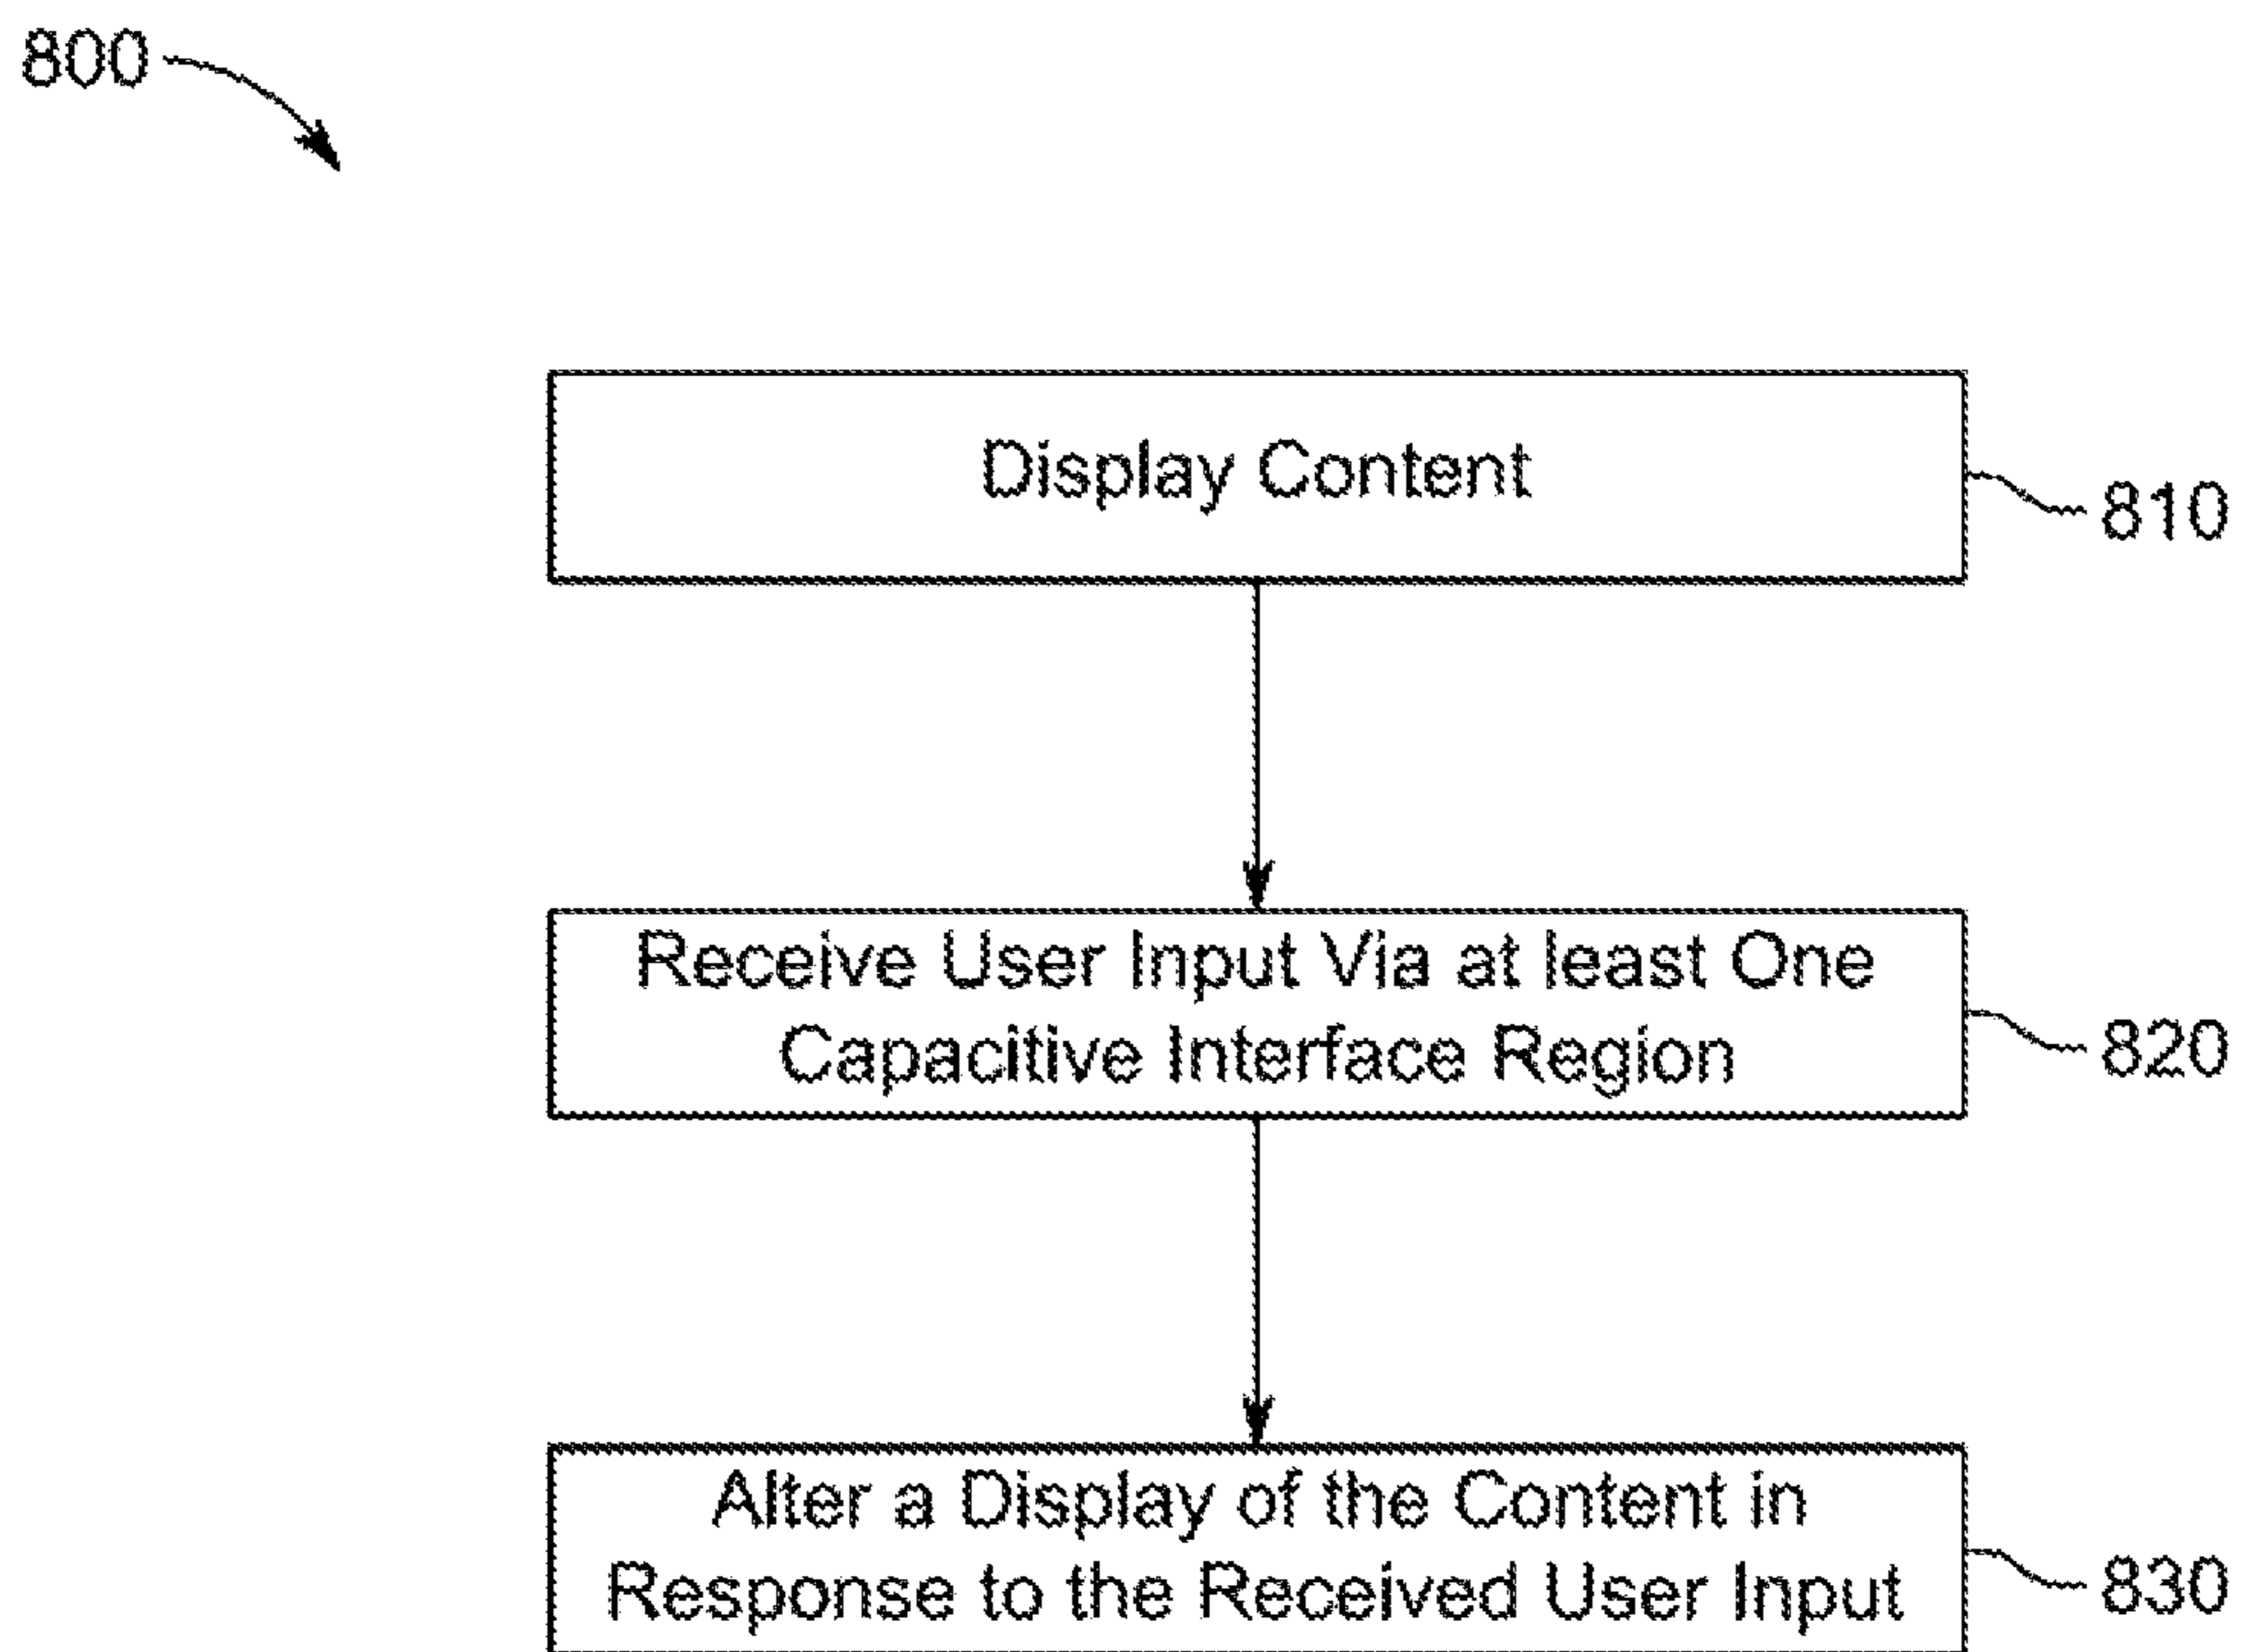 800
Display Content
810
Receive User Input Via at least One
Capacitive Interface Region
820
Alter a Display of the Content in
Response to the Received User Input
830